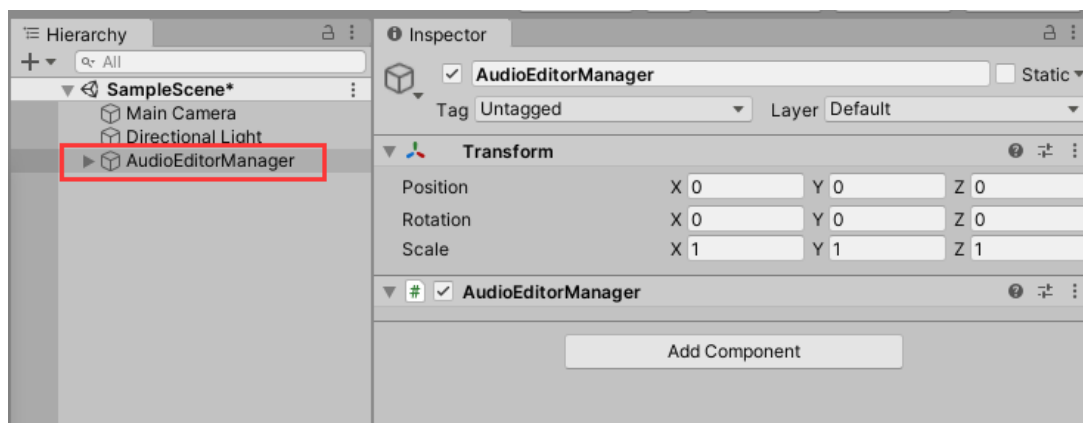 Hierarchy
All
SampleScene*
Main Camera
Directional Light
AudioEditorManager
Inspector
AudioEditorManager
Static
Tag Untagged Layer Default
Transform
Position X 0 Y 0 Z 0
Rotation X 0 Y 0 Z 0
Scale X 1 Y 1 Z 1
# AudioEditorManager
Add Component